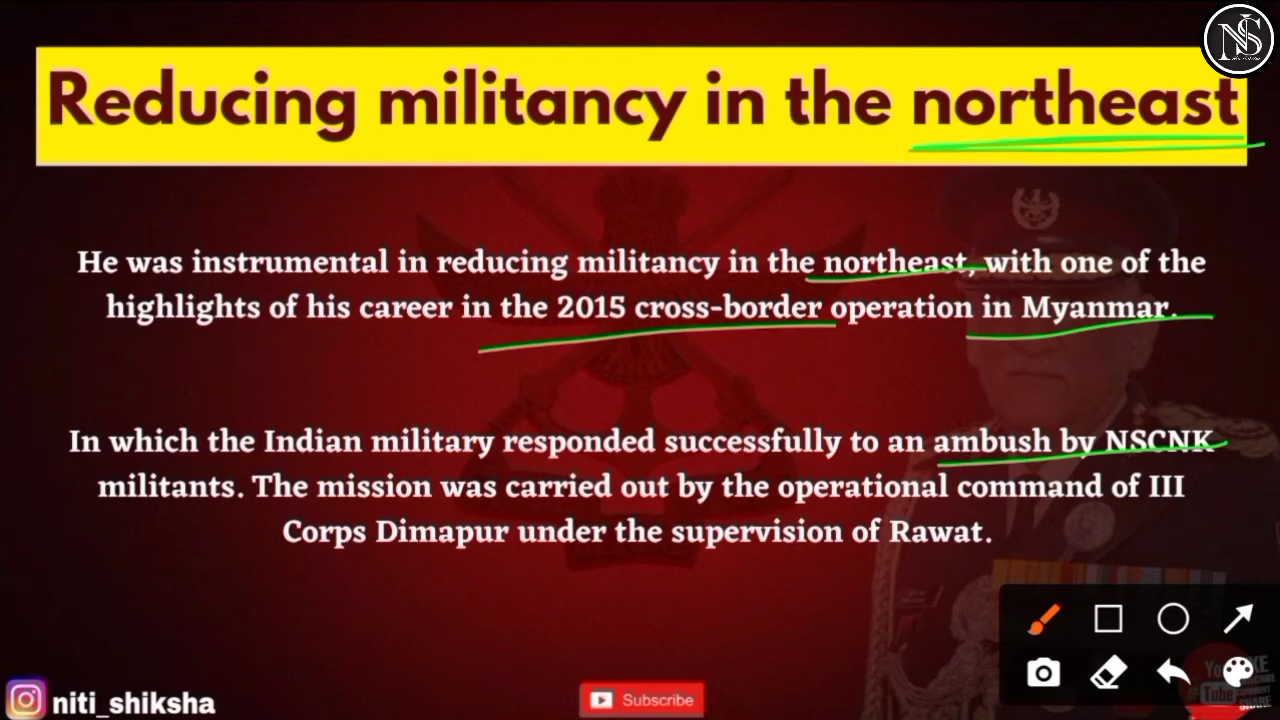 NS
Reducing militancy in the northeast
He was instrumental in reducing militancy in the northeast, with one of the
highlights of his career in the 2015 cross-border operation in Myanmar.
In which the Indian military responded successfully to an ambush by NSCNK
militants. The mission was carried out by the operational command of III
Corps Dimapur under the supervision of Rawat.
niti_shiksha
Subscribe